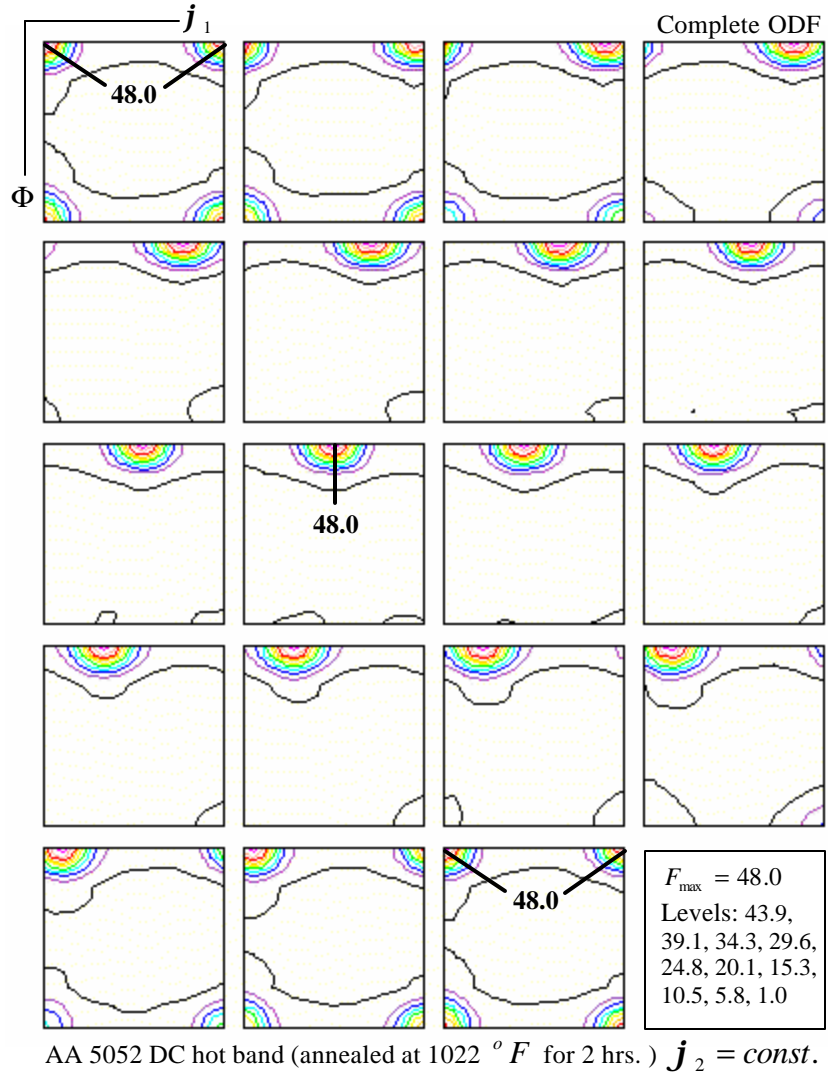 j 1
Complete ODF
Φ
48.0
48.0
48.0
F max = 48.0
Levels: 43.9,
39.1, 34.3, 29.6,
24.8, 20.1, 15.3,
10.5, 5.8, 1.0
AA 5052 DC hot band (annealed at 1022 o F for 2 hrs. ) j 2 = const.